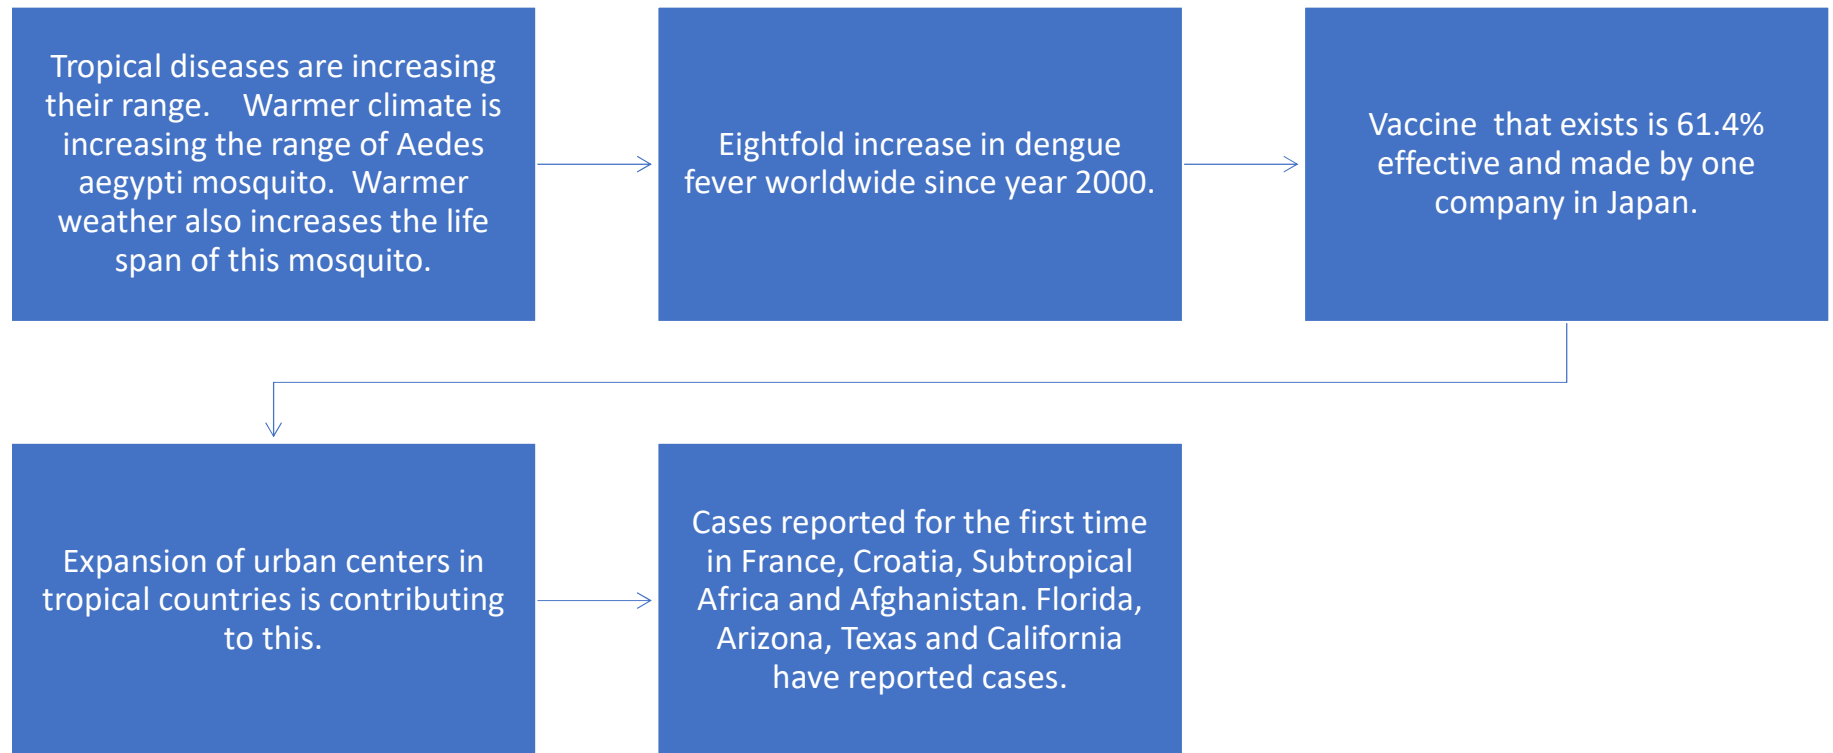 Tropical diseases are increasing
their range.    Warmer climate is
increasing the range of Aedes
aegypti mosquito.  Warmer
weather also increases the life
span of this mosquito.
Eightfold increase in dengue
fever worldwide since year 2000.
Vaccine  that exists is 61.4%
effective and made by one
company in Japan.
Expansion of urban centers in
tropical countries is contributing
to this.
Cases reported for the first time
in France, Croatia, Subtropical
Africa and Afghanistan. Florida,
Arizona, Texas and California
have reported cases.